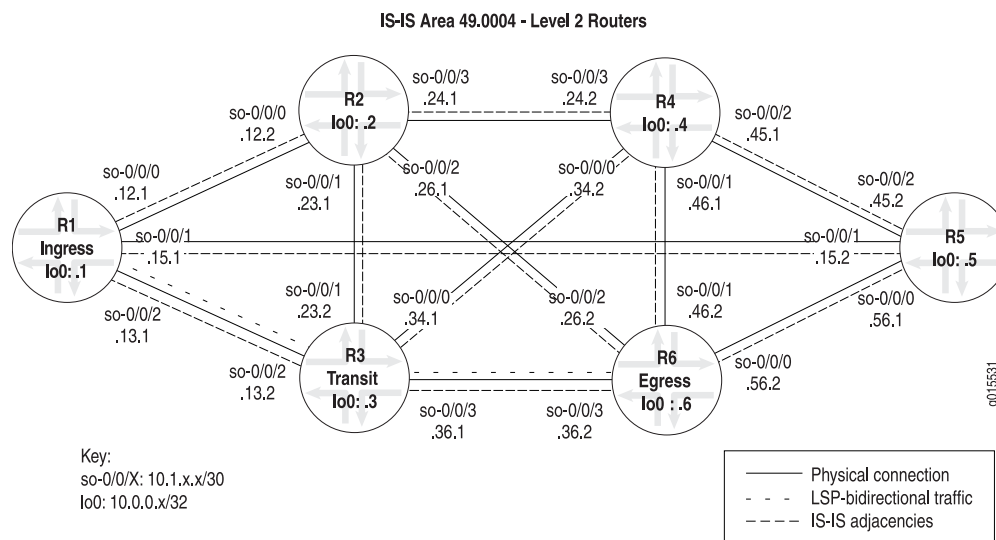 IS-IS Area 49.0004 - Level 2 Routers
R2
lo0: .2
so-0/0/3
.24.1
so-0/0/3
.24.2
R4
lo0: .4
so-0/0/0
.12.2
so-0/0/2
.45.1
so-0/0/0
.12.1
so-0/0/1
.23.1
so-0/0/2
.26.1
so-0/0/0
.34.2
so-0/0/1
.46.1
so-0/0/2
.45.2
R1
Ingress
lo0: .1
so-0/0/1
.15.1
so-0/0/1
.15.2
R5
lo0: .5
so-0/0/2
.13.1
so-0/0/1
.23.2
so-0/0/0
.34.1
so-0/0/2
.26.2
so-0/0/1
.46.2
so-0/0/0
.56.1
so-0/0/2
.13.2
R3
Transit
lo0: .3
R6
Egress
lo0 : .6
so-0/0/0
.56.2
so-0/0/3
.36.1
so-0/0/3
.36.2
g015531
Key:
so-0/0/X: 10.1.x.x/30
lo0: 10.0.0.x/32
Physical connection
LSP-bidirectional traffic
IS-IS adjacencies